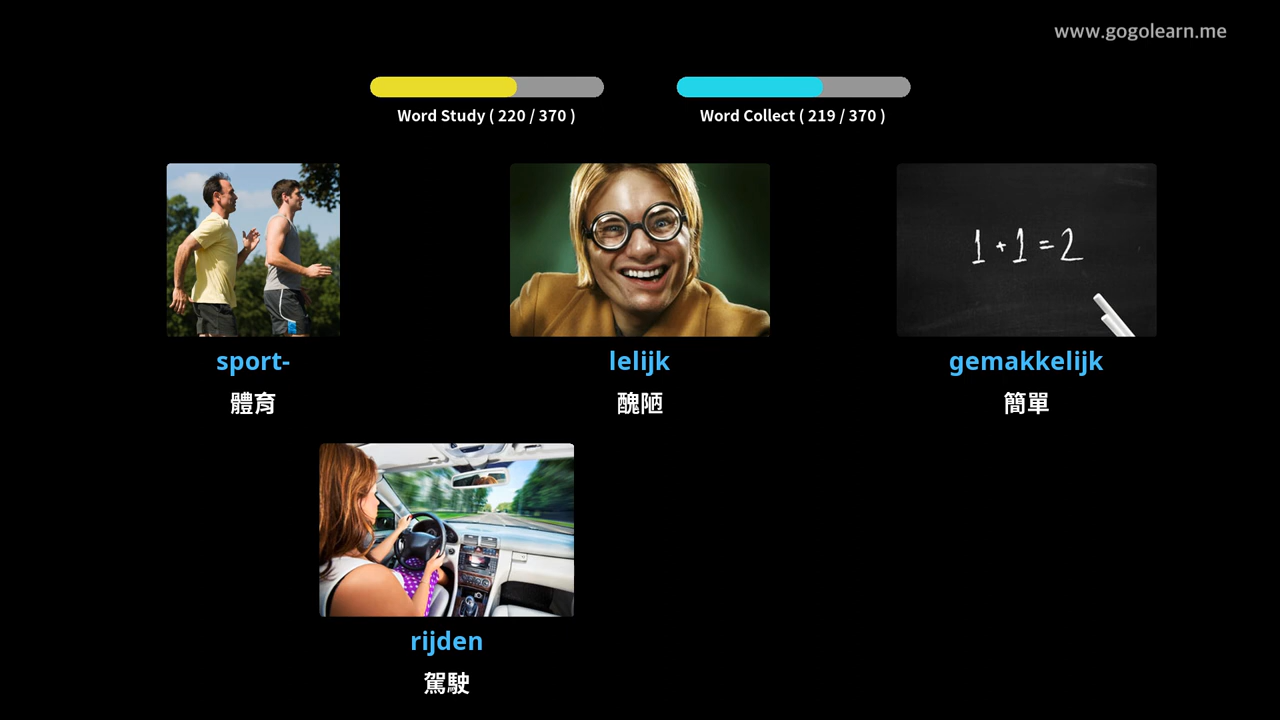 www.gogolearn.me
Word Study ( 220 / 370 )
Word Collect ( 219 / 370 )
1 + 1 = 2
sport-
lelijk
gemakkelijk
體育
醜陋
簡單
rijden
駕駛